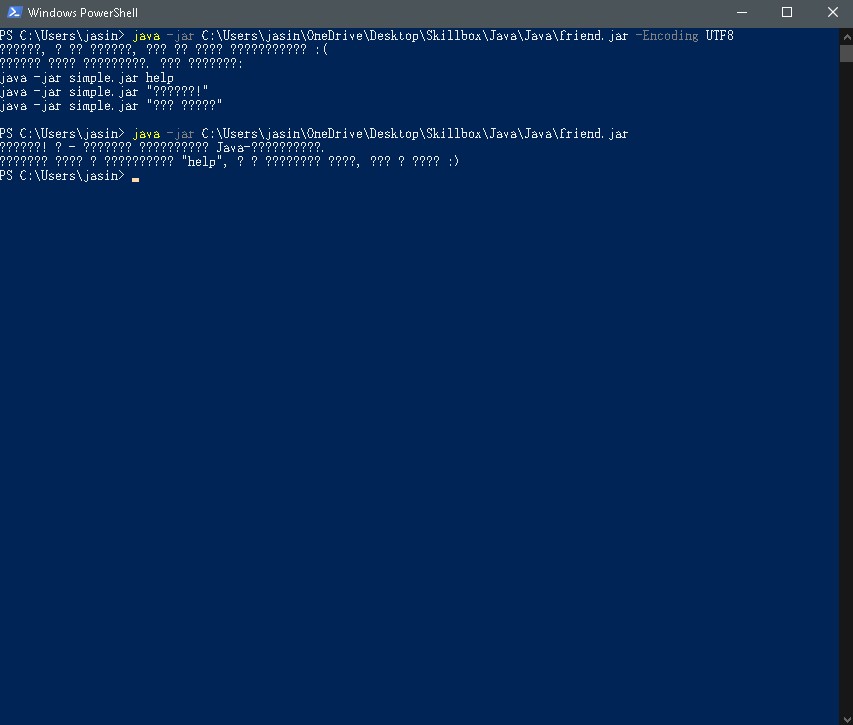 Windows PowerShell
PS C:\Users\jasin> java -jar C:\Users\jasin\OneDrive\Desktop\Skillbox\Java\Java\friend.jar -Encoding UTF8
??????, ? ?? ??????, ??? ?? ???? ??????????? :(
?????? ???? ?????????. ??? ???????:
java -jar simple.jar help
java -jar simple.jar "??????!"
java -jar simple.jar "??? ?????"
PS C:\Users\jasin> java -jar C:\Users\jasin\OneDrive\Desktop\Skillbox\Java\Java\friend.jar
??????! ? - ??????? ?????????? Java-??????????.
??????? ???? ? ?????????? "help", ? ? ???????? ????, ??? ? ???? :)
PS C:\Users\jasin>